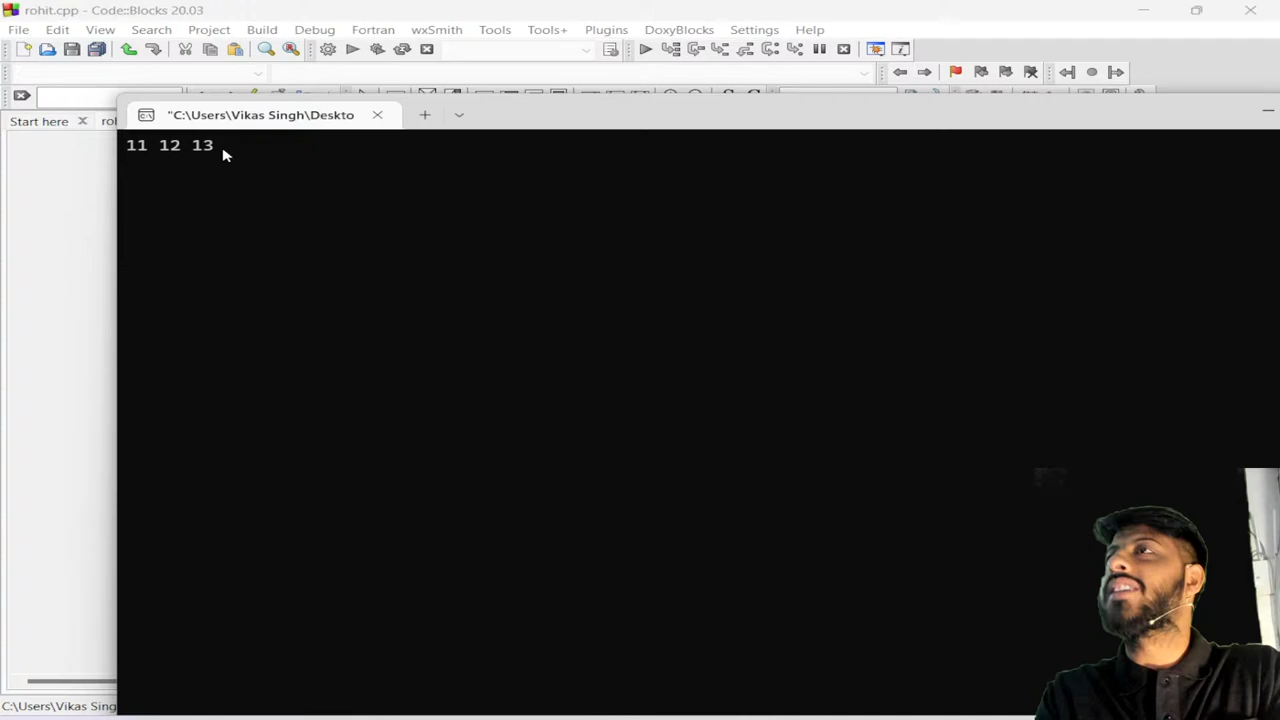 rohit.cpp - Code::Blocks 20.03
File Edit View Search Project Build Debug Fortran wxSmith Tools Tools+ Plugins DoxyBlocks Settings Help
Start here
"C:\Users\Vikas Singh\Deskto
11 12 13
C:\Users\Vikas Sing